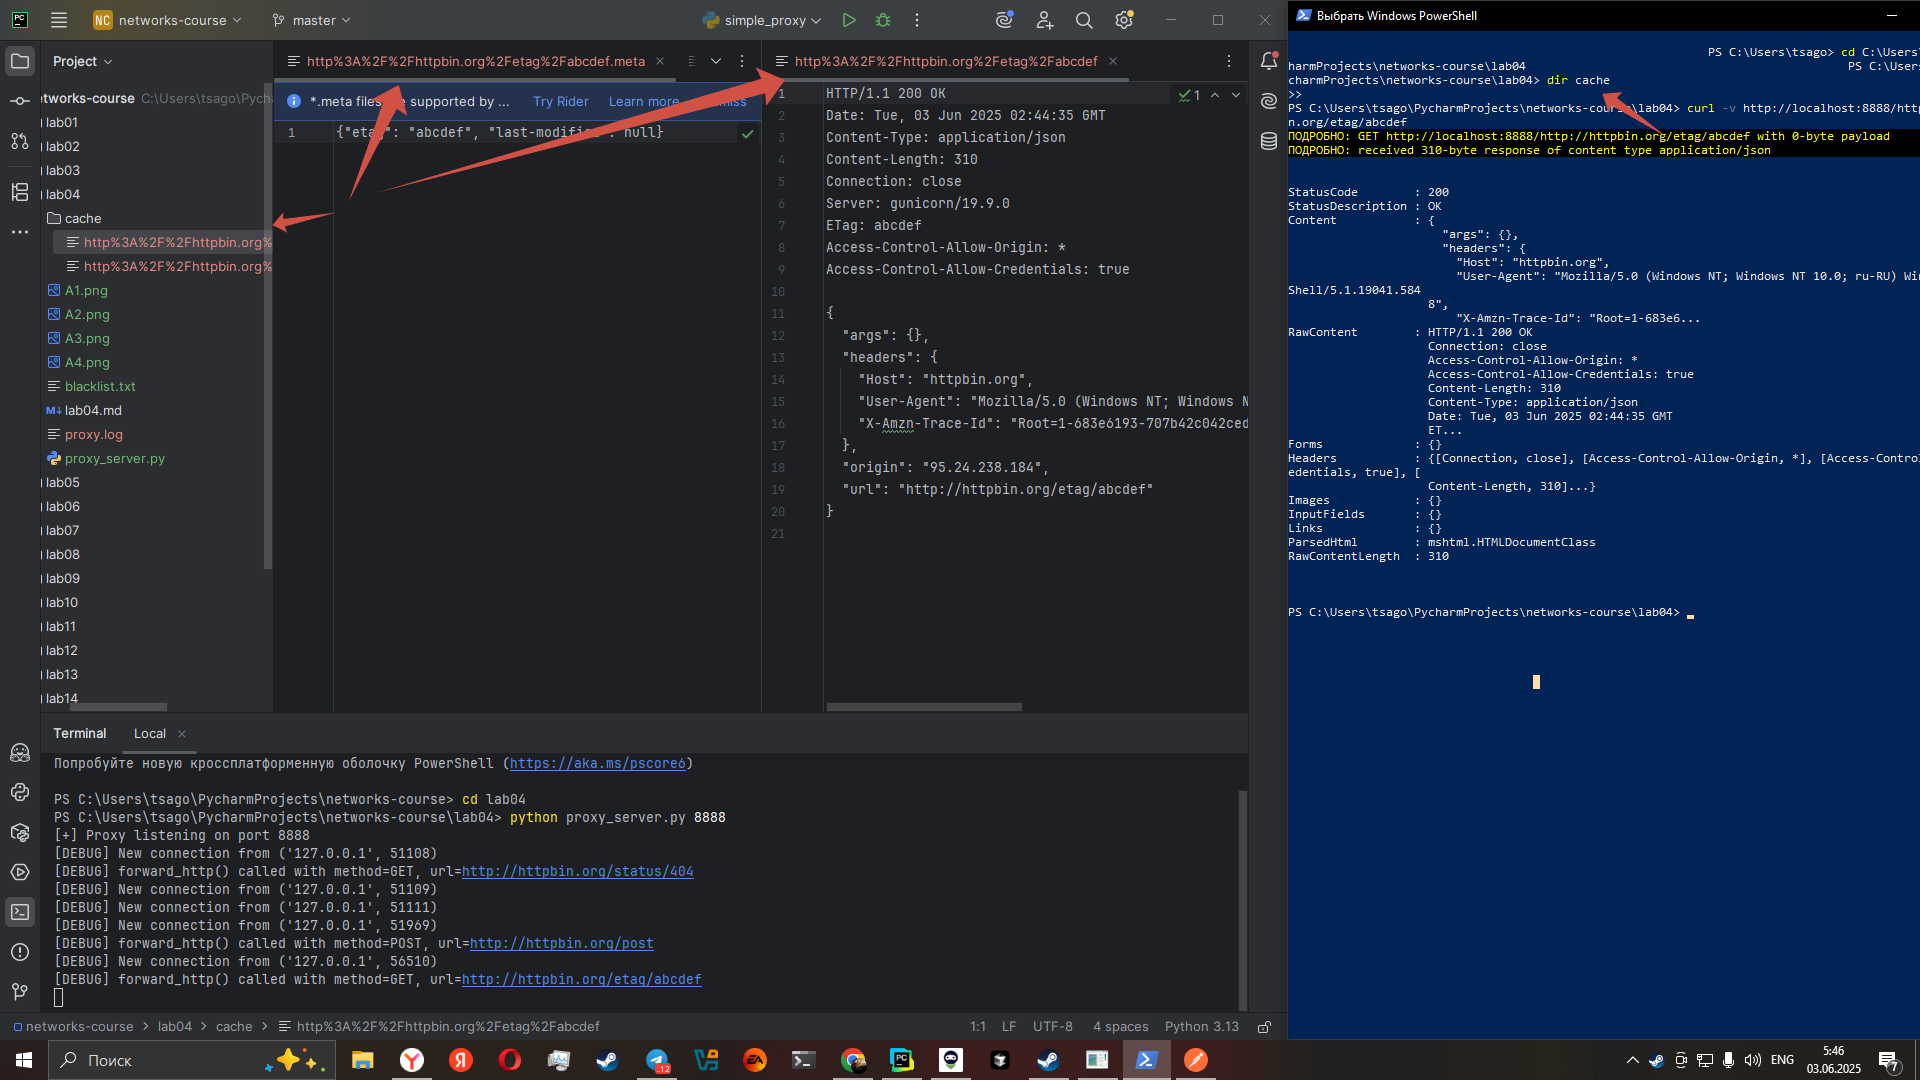 NC networks-course
master
simple_proxy
Project
tworks-course C:\Users\tsago\Pych
lab01
lab02
lab03
lab04
cache
http%3A%2F%2Fhttpbin.org%
http%3A%2F%2Fhttpbin.org%
A1.png
A2.png
A3.png
A4.png
blacklist.txt
M↓ lab04.md
proxy.log
proxy_server.py
lab05
lab06
lab07
lab08
lab09
lab10
lab11
lab12
lab13
lab14
http%3A%2F%2Fhttpbin.org%2Fetag%2Fabcdef.meta
*.meta files supported by ... Try Rider Learn more
1 {"etag": "abcdef", "last-modified": null}
http%3A%2F%2Fhttpbin.org%2Fetag%2Fabcdef
1
1 HTTP/1.1 200 OK
2 Date: Tue, 03 Jun 2025 02:44:35 GMT
3 Content-Type: application/json
4 Content-Length: 310
5 Connection: close
6 Server: gunicorn/19.9.0
7 ETag: abcdef
8 Access-Control-Allow-Origin: *
9 Access-Control-Allow-Credentials: true
10
11 {
12 "args": {},
13 "headers": {
14 "Host": "httpbin.org",
15 "User-Agent": "Mozilla/5.0 (Windows NT; Windows N
16 "X-Amzn-Trace-Id": "Root=1-683e6193-707b42c042ced
17 },
18 "origin": "95.24.238.184",
19 "url": "http://httpbin.org/etag/abcdef"
20 }
21
Terminal Local
Попробуйте новую кроссплатформенную оболочку PowerShell (https://aka.ms/pscore6)
PS C:\Users\tsago\PycharmProjects\networks-course> cd lab04
PS C:\Users\tsago\PycharmProjects\networks-course\lab04> python proxy_server.py 8888
[+] Proxy listening on port 8888
[DEBUG] New connection from ('127.0.0.1', 51108)
[DEBUG] forward_http() called with method=GET, url=http://httpbin.org/status/404
[DEBUG] New connection from ('127.0.0.1', 51109)
[DEBUG] New connection from ('127.0.0.1', 51111)
[DEBUG] New connection from ('127.0.0.1', 51969)
[DEBUG] forward_http() called with method=POST, url=http://httpbin.org/post
[DEBUG] New connection from ('127.0.0.1', 56510)
[DEBUG] forward_http() called with method=GET, url=http://httpbin.org/etag/abcdef
networks-course > lab04 > cache > http%3A%2F%2Fhttpbin.org%2Fetag%2Fabcdef
1:1 LF UTF-8 4 spaces Python 3.13
Выбрать Windows PowerShell
PS C:\Users\tsago> cd C:\Users
harmProjects\networks-course\lab04 PS C:\Users
charmProjects\networks-course\lab04> dir cache
>>
PS C:\Users\tsago\PycharmProjects\networks-course\lab04> curl -v http://localhost:8888/http
n.org/etag/abcdef
ПОДРОБНО: GET http://localhost:8888/http://httpbin.org/etag/abcdef with 0-byte payload
ПОДРОБНО: received 310-byte response of content type application/json
StatusCode : 200
StatusDescription : OK
Content : {
"args": {},
"headers": {
"Host": "httpbin.org",
"User-Agent": "Mozilla/5.0 (Windows NT; Windows NT 10.0; ru-RU) Win
Shell/5.1.19041.584
8",
"X-Amzn-Trace-Id": "Root=1-683e6...
RawContent : HTTP/1.1 200 OK
Connection: close
Access-Control-Allow-Origin: *
Access-Control-Allow-Credentials: true
Content-Length: 310
Content-Type: application/json
Date: Tue, 03 Jun 2025 02:44:35 GMT
ET...
Forms : {}
Headers : {[Connection, close], [Access-Control-Allow-Origin, *], [Access-Contro
edentials, true], [
Content-Length, 310]...}
Images : {}
InputFields : {}
Links : {}
ParsedHtml : mshtml.HTMLDocumentClass
RawContentLength : 310
PS C:\Users\tsago\PycharmProjects\networks-course\lab04>
Поиск
ENG
5:46
03.06.2025